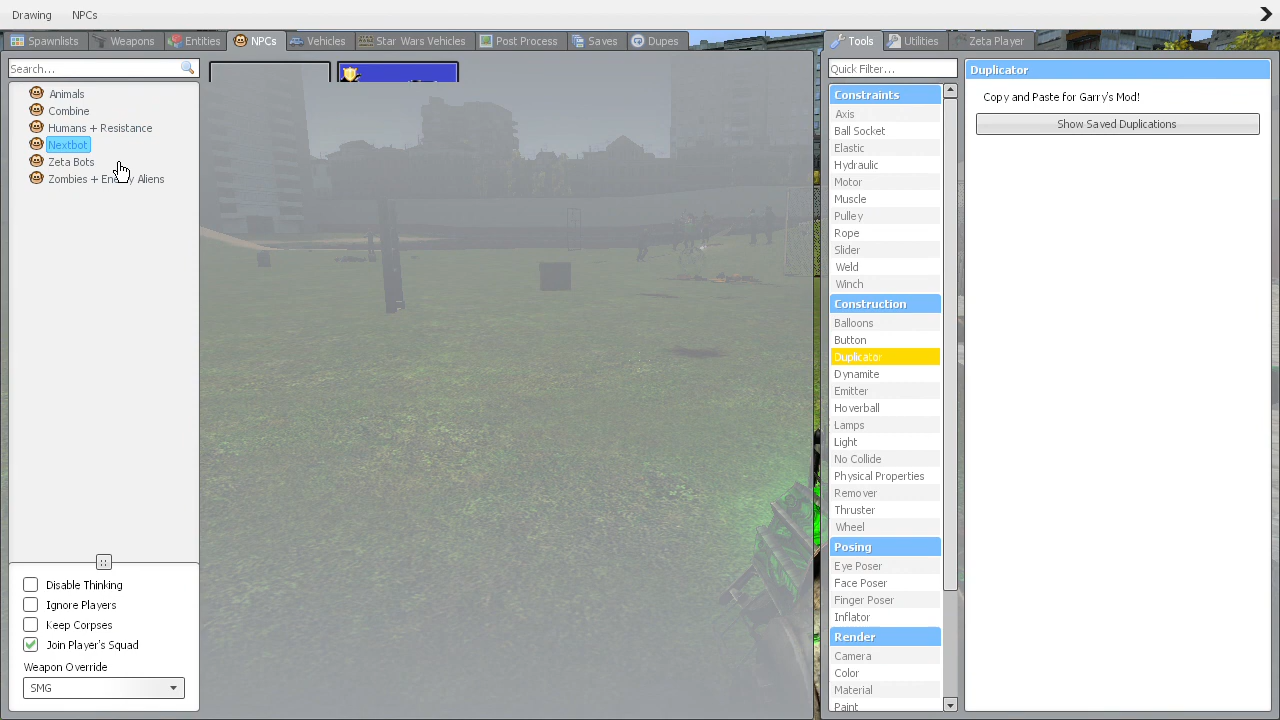 Drawing NPCs
Spawnlists Weapons Entities NPCs Vehicles Star Wars Vehicles Post Process Saves Dupes
Search...
Animals
Combine
Humans + Resistance
Nextbot
Zeta Bots
Zombies + Aliens
Disable Thinking
Ignore Players
Keep Corpses
Join Player's Squad
Weapon Override
SMG
Tools Utilities Zeta Player
Quick Filter...
Constraints
Axis
Ball Socket
Elastic
Hydraulic
Motor
Muscle
Pulley
Rope
Slider
Weld
Winch
Construction
Balloons
Button
Duplicator
Dynamite
Emitter
Hoverball
Lamps
Light
No Collide
Physical Properties
Remover
Thruster
Wheel
Posing
Eye Poser
Face Poser
Finger Poser
Inflator
Render
Camera
Color
Material
Paint
Duplicator
Copy and Paste for Garry's Mod!
Show Saved Duplications